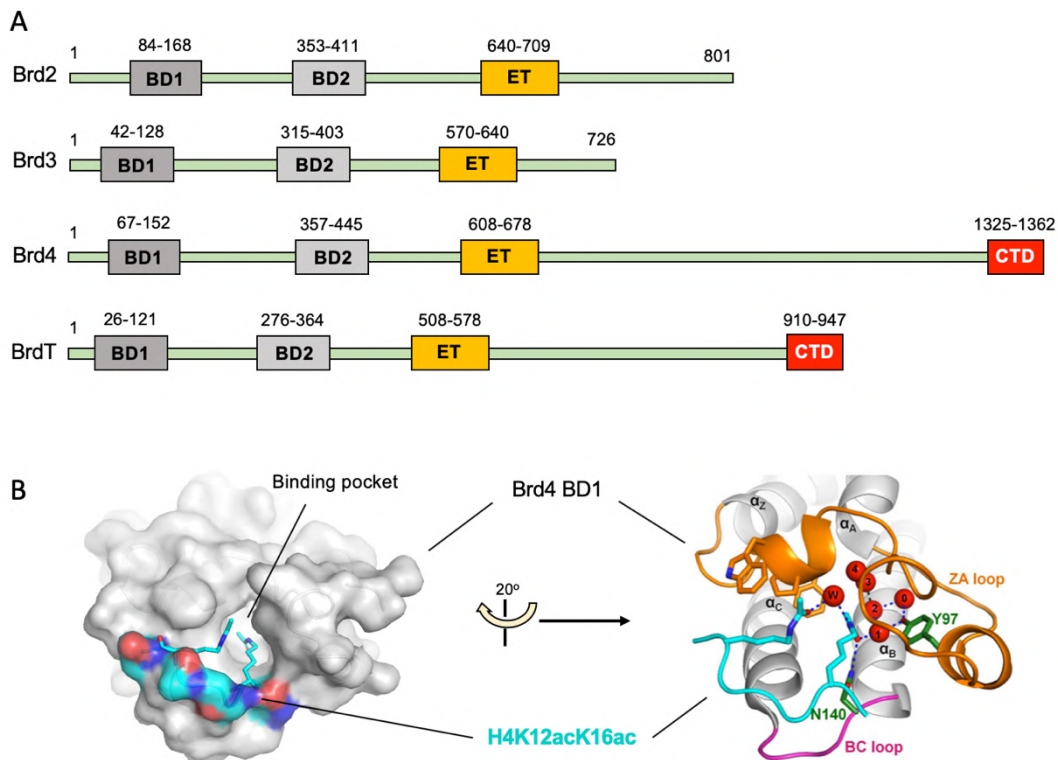 A
84-168 353-411 640-709
1 801
Brd2 BD1 BD2 ET
42-128 315-403 570-640
1 726
Brd3 BD1 BD2 ET
67-152 357-445 608-678 1325-1362
1
Brd4 BD1 BD2 ET CTD
26-121 276-364 508-578 910-947
1
BrdT BD1 BD2 ET CTD
B
Binding pocket
Brd4 BD1
20º
H4K12acK16ac
αZ
αA
4
3
ZA loop
αC W 2 0
Y97
1
αB
N140
BC loop